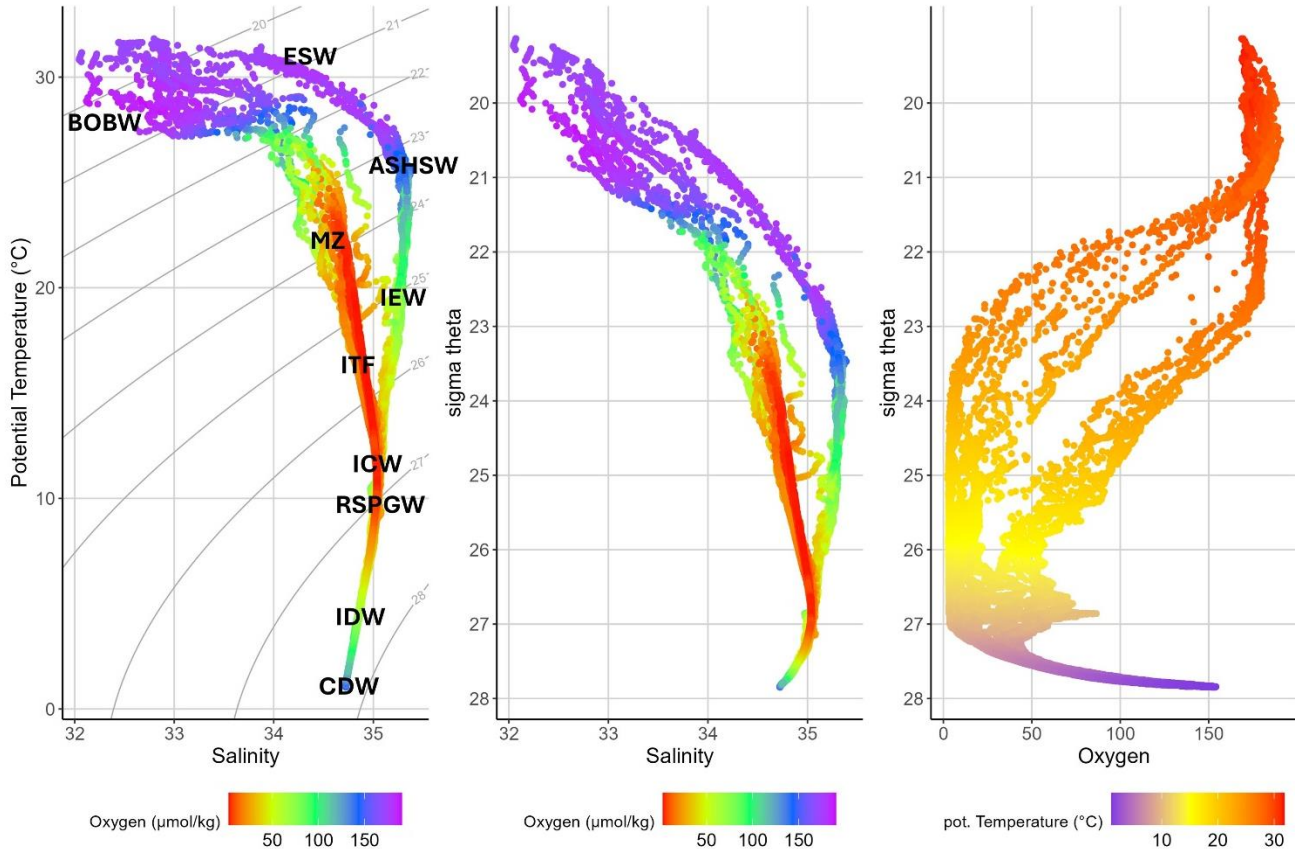 Potential Temperature (°C)
30
20
10
0
20
21
22
23
24
25
26
27
28
ESW
BOBW
ASHSW
MZ
IEW
ITF
ICW
RSPGW
IDW
CDW
32 33 34 35
Salinity
Oxygen (µmol/kg)
50 100 150
sigma theta
20
21
22
23
24
25
26
27
28
32 33 34 35
Salinity
Oxygen (µmol/kg)
50 100 150
sigma theta
20
21
22
23
24
25
26
27
28
0 50 100 150
Oxygen
pot. Temperature (°C)
10 20 30